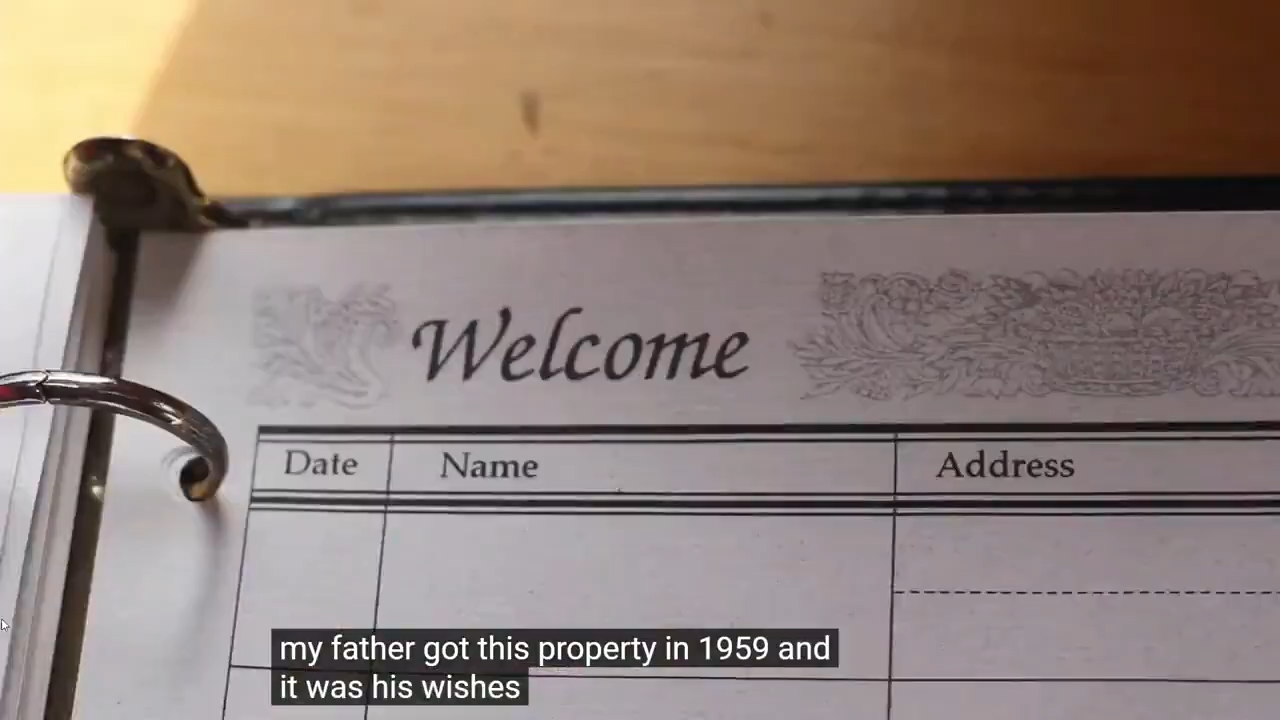 Welcome
Date Name Address
my father got this property in 1959 and
it was his wishes